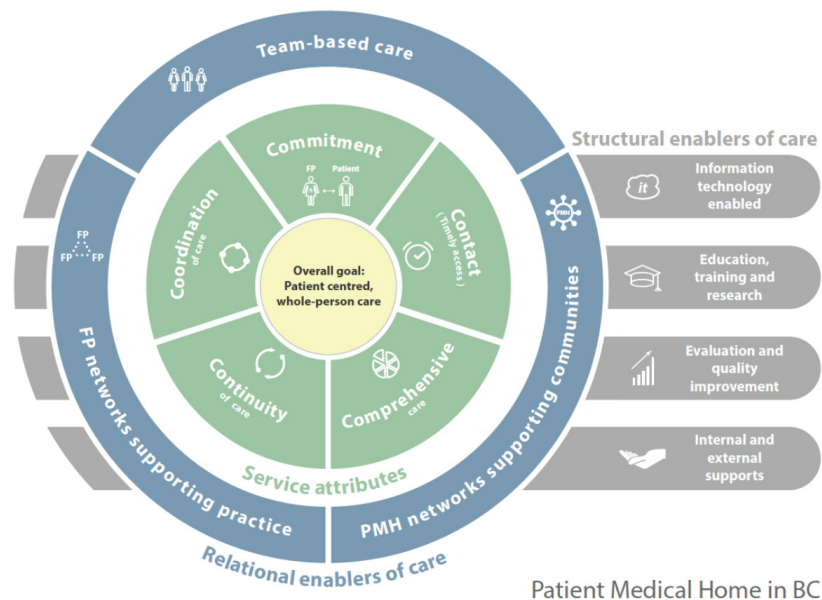 Team-based care
Structural enablers of care
Commitment
FP
Patient
Information
technology
enabled
it
Coordination
of care
Contact
(Timely access)
PMH
FP
FP
FP
Overall goal:
Patient centred,
whole-person care
Education,
training and
research
FP networks supporting practice
PMH networks supporting communities
Continuity
of care
Comprehensive
care
Evaluation and
quality
improvement
Internal and
external
supports
Service attributes
Relational enablers of care
Patient Medical Home in BC